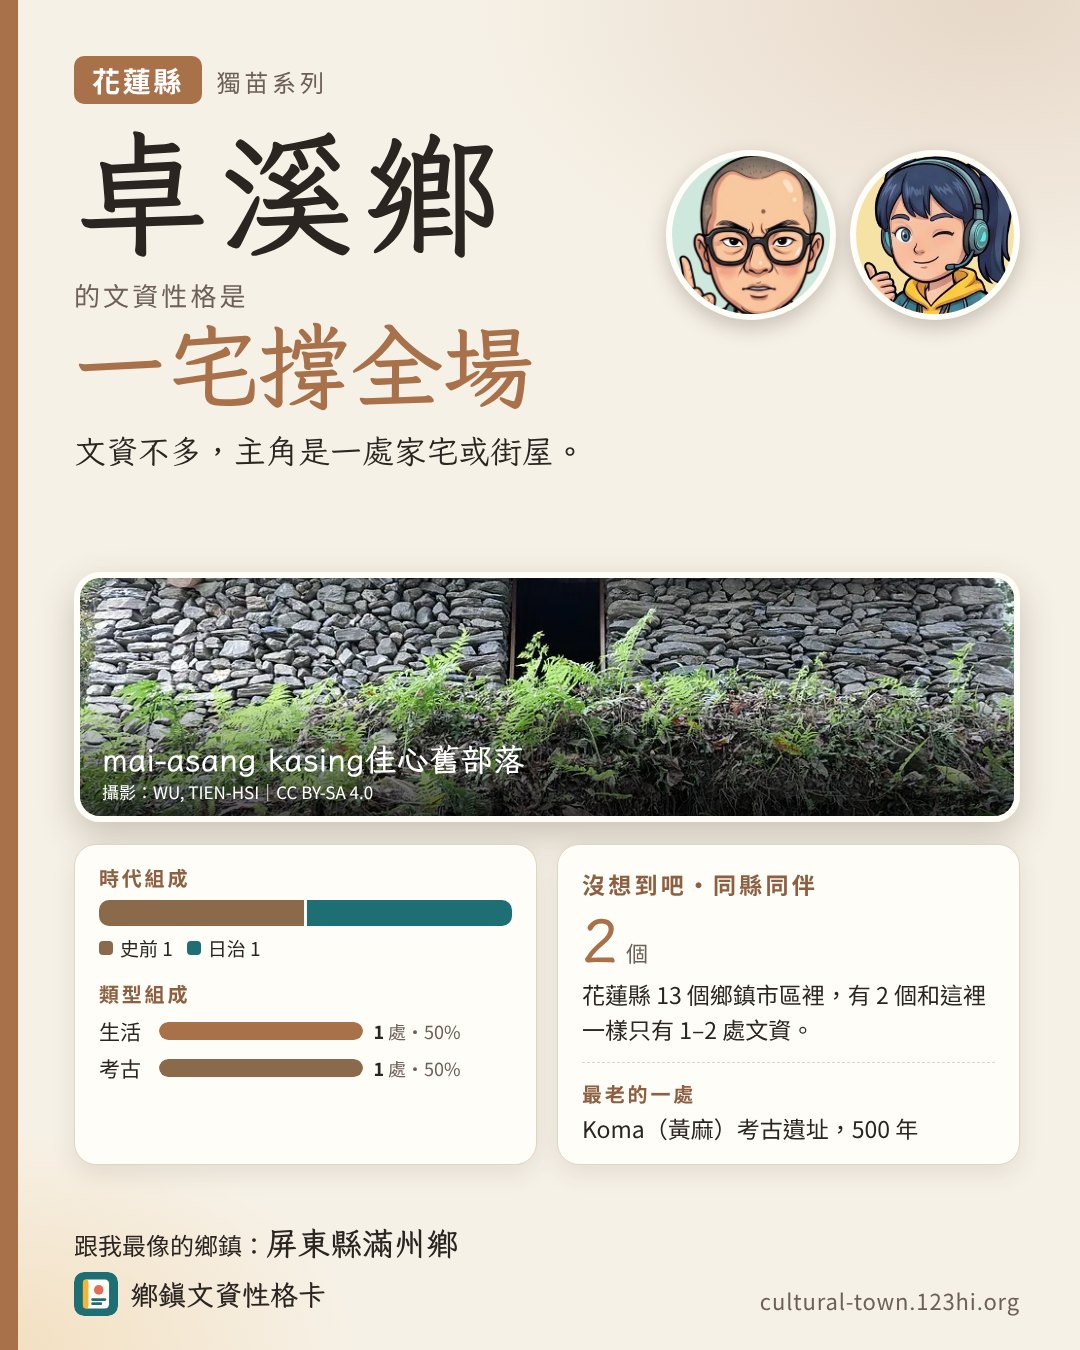 花蓮縣 獨苗系列
卓溪鄉
的文資性格是
一宅撐全場
文資不多，主角是一處家宅或街屋。
mai-asang kasing佳心舊部落
攝影：WU, TIEN-HSI｜CC BY-SA 4.0
時代組成
史前 1 日治 1
類型組成
生活 1 處・50%
考古 1 處・50%
沒想到吧・同縣同伴
2 個
花蓮縣 13 個鄉鎮市區裡，有 2 個和這裡
一樣只有 1–2 處文資。
最老的一處
Koma（黃麻）考古遺址，500 年
跟我最像的鄉鎮：屏東縣滿州鄉
鄉鎮文資性格卡
cultural-town.123hi.org